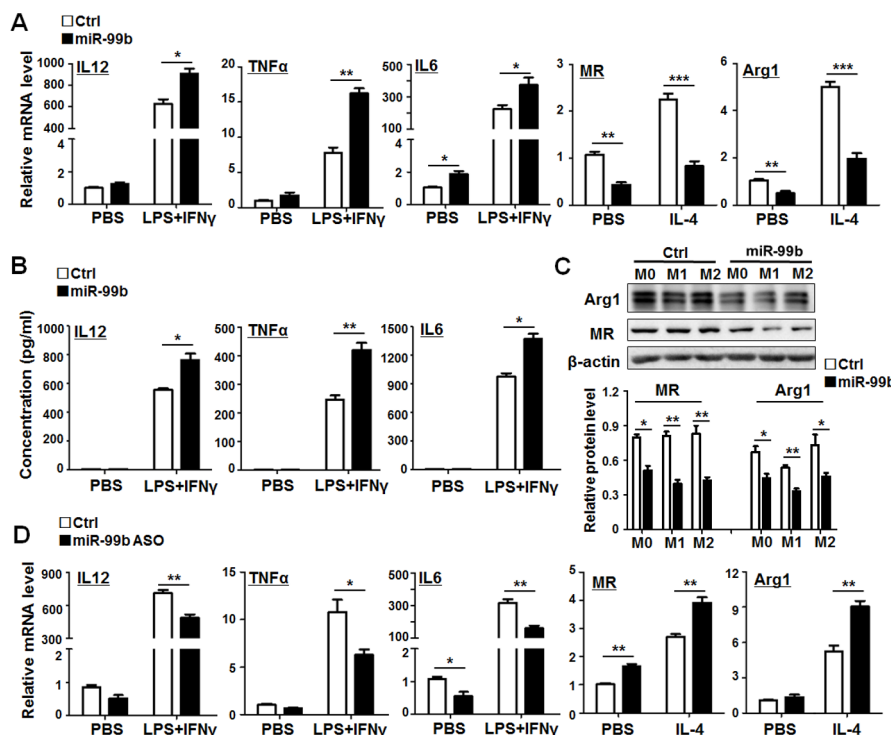 A
Ctrl
miR-99b
Relative mRNA level
IL12
*
1000
800
600
400
4
2
0
PBS LPS+IFNγ
TNFα
**
20
15
10
5
0
PBS LPS+IFNγ
IL6
*
*
500
300
100
4
2
0
PBS LPS+IFNγ
MR
**
***
3
2
1
0
PBS IL-4
Arg1
**
***
6
4
2
0
PBS IL-4
B
Ctrl
miR-99b
Concentration (pg/ml)
IL12
*
1000
800
600
400
200
0
PBS LPS+IFNγ
TNFα
**
500
400
300
200
100
0
PBS LPS+IFNγ
IL6
*
1500
1200
900
600
300
0
PBS LPS+IFNγ
C
Ctrl miR-99b
M0 M1 M2 M0 M1 M2
Arg1
MR
β-actin
Ctrl
miR-99b
Relative protein level
1.2
0.9
0.6
0.3
0
MR Arg1
* ** ** * ** *
M0 M1 M2 M0 M1 M2
D
Ctrl
miR-99b ASO
Relative mRNA level
IL12
**
900
600
300
2
1
0
PBS LPS+IFNγ
TNFα
*
15
10
5
0
PBS LPS+IFNγ
IL6
*
**
500
300
100
2
1
0
PBS LPS+IFNγ
MR
**
**
5
4
3
2
1
0
PBS IL-4
Arg1
**
12
9
6
3
0
PBS IL-4